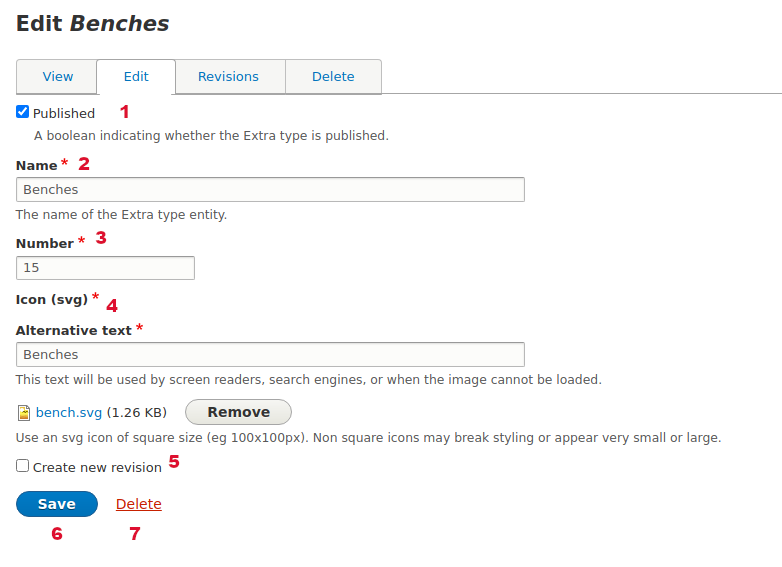 Edit Benches
View Edit Revisions Delete
Published 1
A boolean indicating whether the Extra type is published.
Name * 2
Benches
The name of the Extra type entity.
Number * 3
15
Icon (svg) * 4
Alternative text *
Benches
This text will be used by screen readers, search engines, or when the image cannot be loaded.
bench.svg (1.26 KB) Remove
Use an svg icon of square size (eg 100x100px). Non square icons may break styling or appear very small or large.
Create new revision 5
Save Delete
6 7